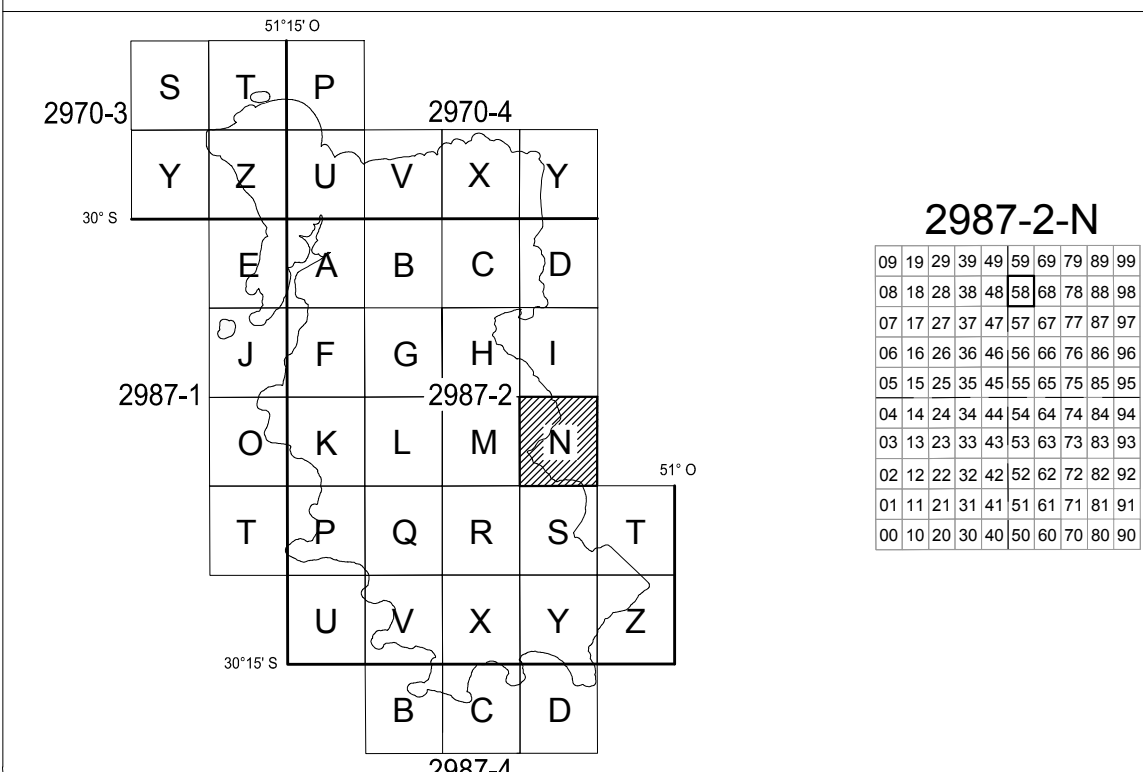 51°15' O
S T P
2970-3 2970-4
Y Z U V X Y
30° S
E A B C D
J F G H I
2987-1 2987-2
O K L M N
51° O
T P Q R S T
U V X Y Z
30°15' S
B C D
2987-4
2987-2-N
09 19 29 39 49 59 69 79 89 99
08 18 28 38 48 58 68 78 88 98
07 17 27 37 47 57 67 77 87 97
06 16 26 36 46 56 66 76 86 96
05 15 25 35 45 55 65 75 85 95
04 14 24 34 44 54 64 74 84 94
03 13 23 33 43 53 63 73 83 93
02 12 22 32 42 52 62 72 82 92
01 11 21 31 41 51 61 71 81 91
00 10 20 30 40 50 60 70 80 90